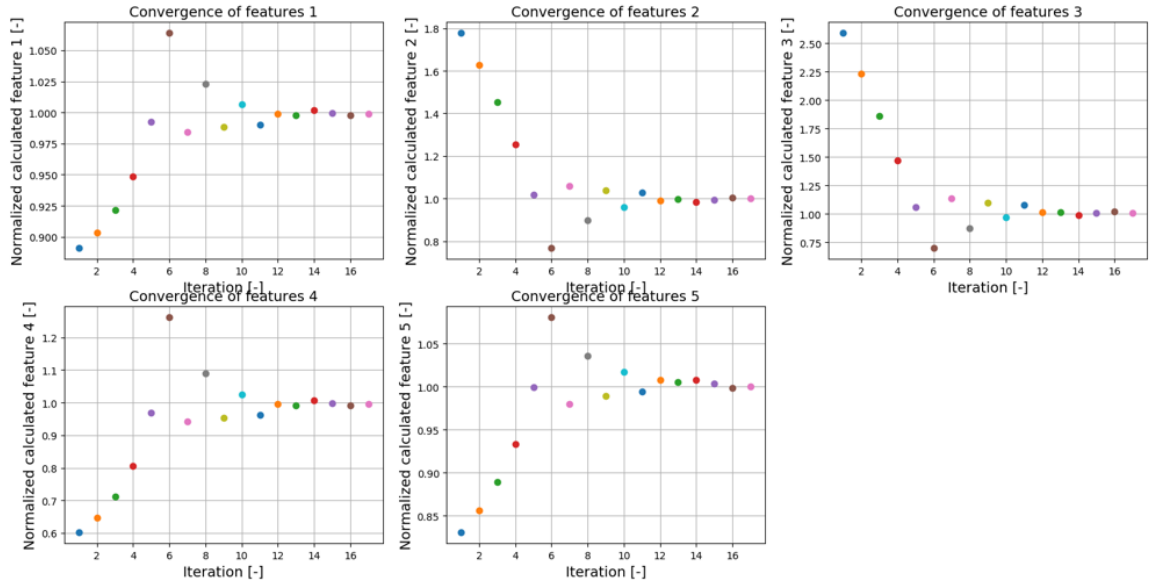 Convergence of features 1
Normalized calculated feature 1 [-]
1.050
1.025
1.000
0.975
0.950
0.925
0.900
2 4 6 8 10 12 14 16
Iteration [-]
Convergence of features 2
Normalized calculated feature 2 [-]
1.8
1.6
1.4
1.2
1.0
0.8
2 4 6 8 10 12 14 16
Iteration [-]
Convergence of features 3
Normalized calculated feature 3 [-]
2.50
2.25
2.00
1.75
1.50
1.25
1.00
0.75
2 4 6 8 10 12 14 16
Iteration [-]
Convergence of features 4
Normalized calculated feature 4 [-]
1.2
1.1
1.0
0.9
0.8
0.7
0.6
2 4 6 8 10 12 14 16
Iteration [-]
Convergence of features 5
Normalized calculated feature 5 [-]
1.05
1.00
0.95
0.90
0.85
2 4 6 8 10 12 14 16
Iteration [-]